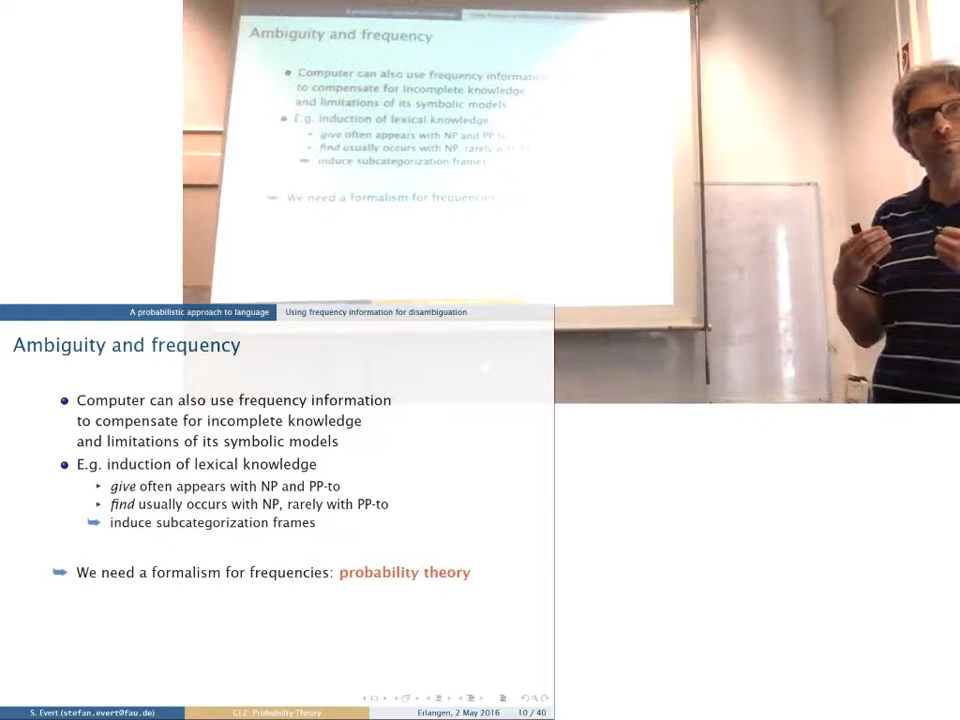 Ambiguity and frequency
Computer can also use frequency information
to compensate for incomplete knowledge
and limitations of its symbolic models
E.g. induction of lexical knowledge
give often appears with NP and PP-to
find usually occurs with NP, rarely with
induce subcategorization frames
We need a formalism for frequencies
A probabilistic approach to language Using frequency information for disambiguation
Ambiguity and frequency
Computer can also use frequency information
to compensate for incomplete knowledge
and limitations of its symbolic models
E.g. induction of lexical knowledge
give often appears with NP and PP-to
find usually occurs with NP, rarely with PP-to
induce subcategorization frames
We need a formalism for frequencies: probability theory
S. Evert (stefan.evert@fau.de) CI 2: Probability Theory Erlangen, 2 May 2016 10 / 40